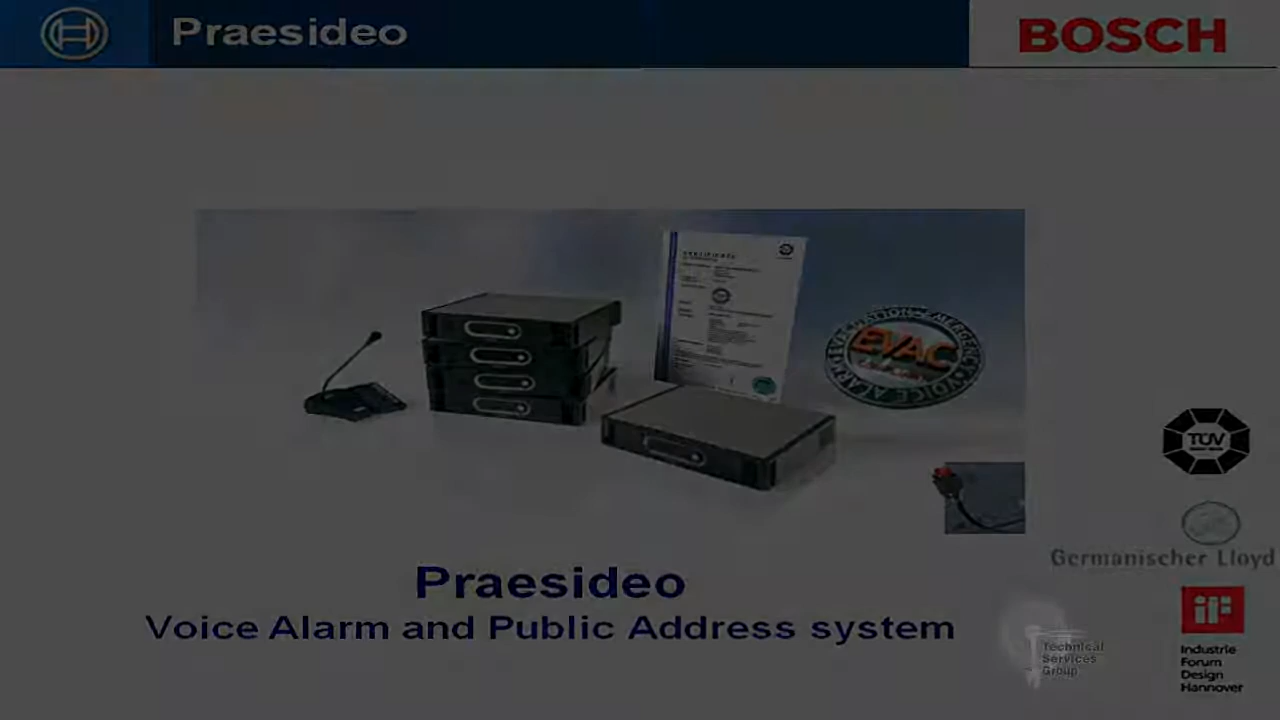 Praesideo
BOSCH
EVAC
TÜV
Germanischer Lloyd
Praesideo
Voice Alarm and Public Address system
Technical
Services
Group
Industrie
Forum
Design
Hannover